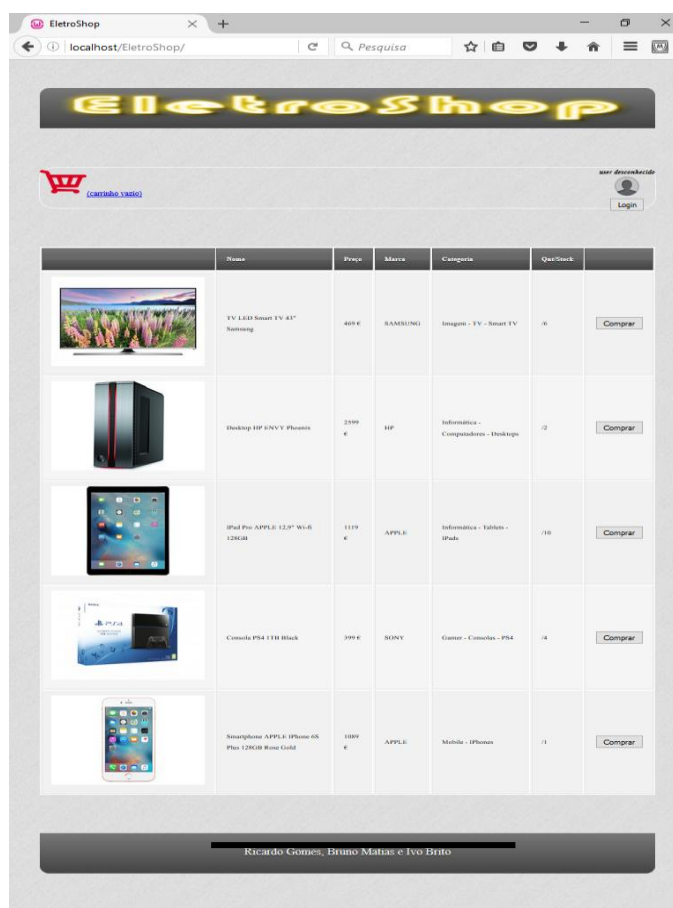 EletroShop
localhost/EletroShop/
Pesquisa
EletroShop
user desconhecido
(carrinho vazio)
Login
Nome Preço Marca Categoria Qnt/Stock
TV LED Smart TV 43" Samsung 469 € SAMSUNG Imagem - TV - Smart TV /6 Comprar
Desktop HP ENVY Phoenix 2599 € HP Informática - Computadores - Desktops /2 Comprar
IPad Pro APPLE 12,9" Wi-fi 128GB 1119 € APPLE Informática - Tablets - IPads /10 Comprar
Consola PS4 1TB Black 399 € SONY Gamer - Consolas - PS4 /4 Comprar
Smartphone APPLE IPhone 6S Plus 128GB Rose Gold 1089 € APPLE Mobile - IPhones /1 Comprar
Ricardo Gomes, Bruno Matias e Ivo Brito